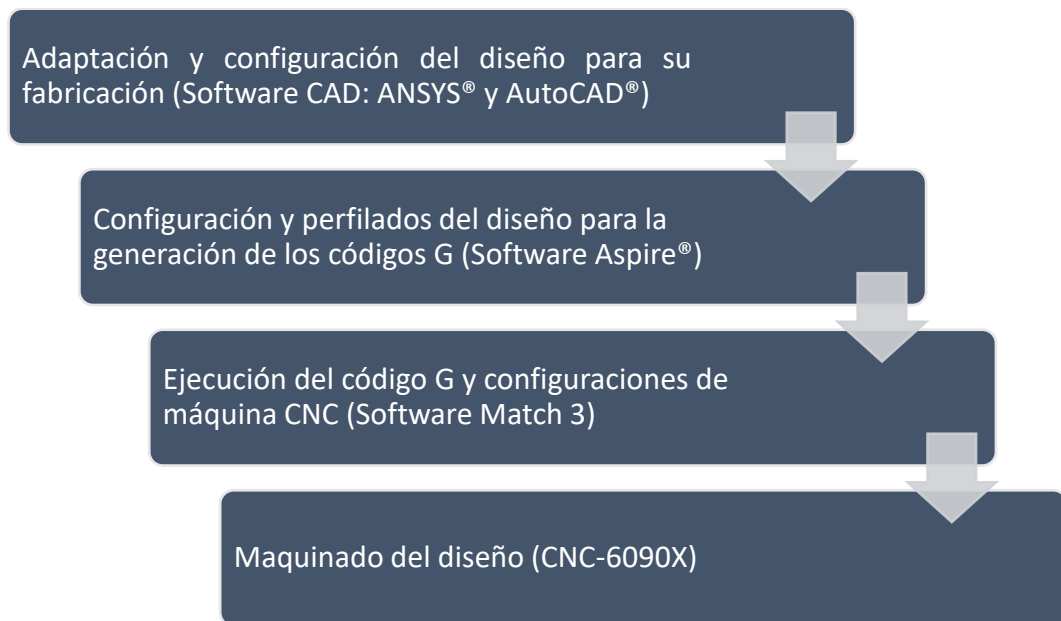 Adaptación y configuración del diseño para su
fabricación (Software CAD: ANSYS® y AutoCAD®)
Configuración y perfilados del diseño para la
generación de los códigos G (Software Aspire®)
Ejecución del código G y configuraciones de
máquina CNC (Software Match 3)
Maquinado del diseño (CNC-6090X)